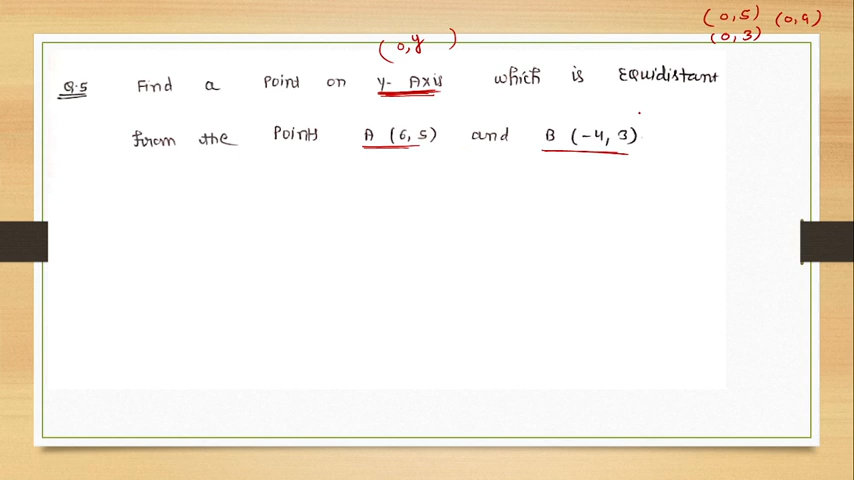 (0,5) (0,9)
(0,3)
(0,y)
Q.5 Find a Point on Y-Axis which is Equidistant
from the Points A (6,5) and B (-4,3)